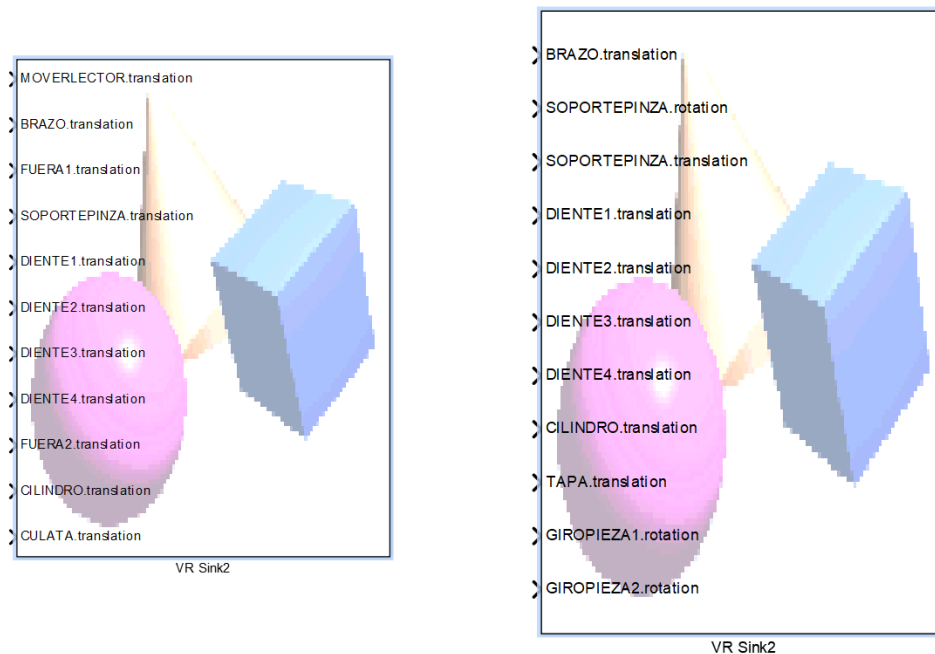 MOVERLECTOR.translation
BRAZO.translation
FUERA1.translation
SOPORTEPINZA.translation
DIENTE1.translation
DIENTE2.translation
DIENTE3.translation
DIENTE4.translation
FUERA2.translation
CILINDRO.translation
CULATA.translation
VR Sink2
BRAZO.translation
SOPORTEPINZA.rotation
SOPORTEPINZA.translation
DIENTE1.translation
DIENTE2.translation
DIENTE3.translation
DIENTE4.translation
CILINDRO.translation
TAPA.translation
GIROPIEZA1.rotation
GIROPIEZA2.rotation
VR Sink2